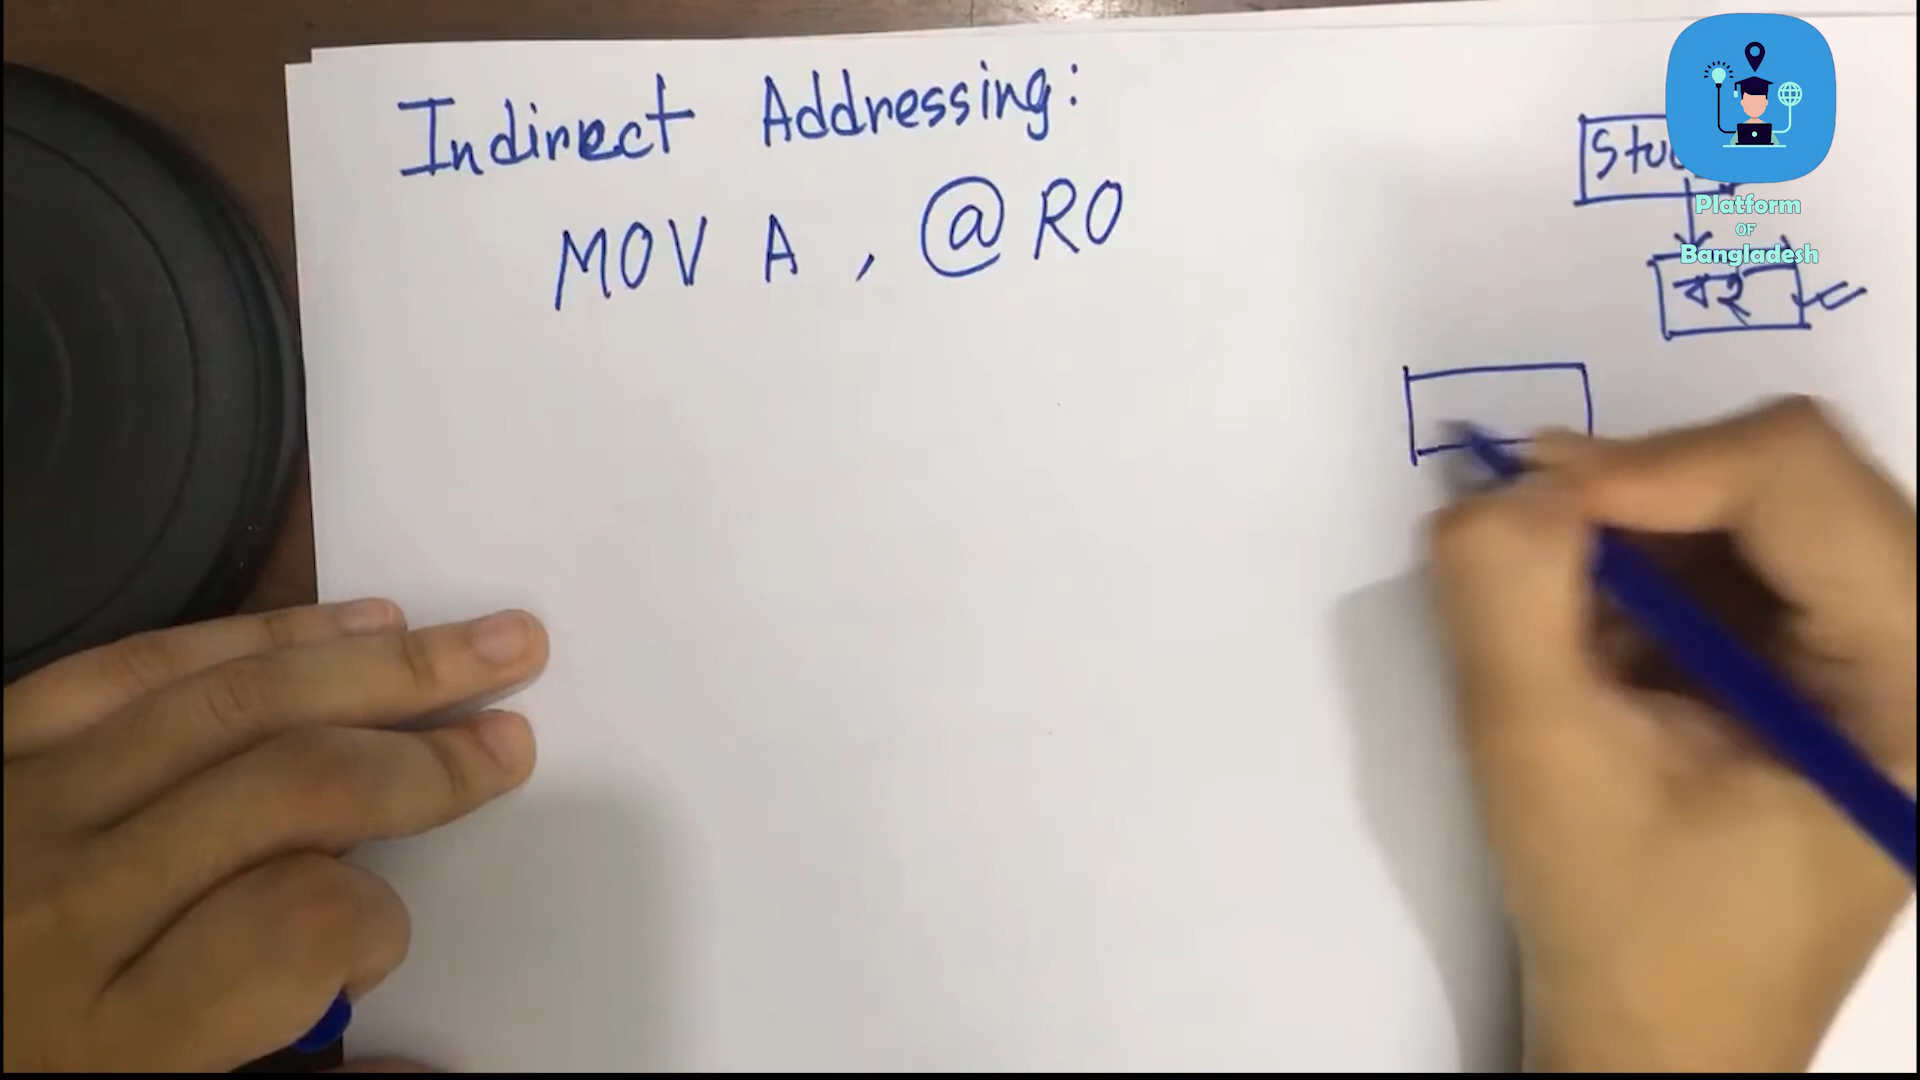 Indirect Addressing:
MOV A , @ R0
Platform
OF
Bangladesh
বই